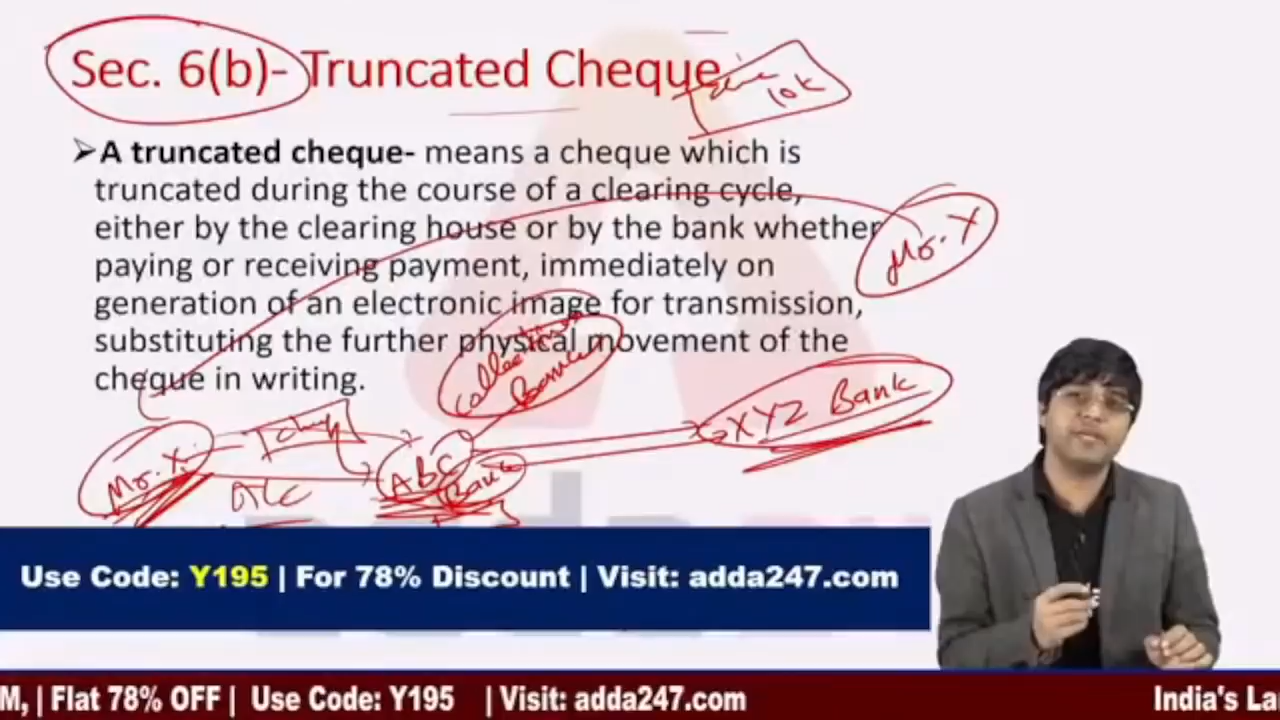 Sec. 6(b)- Truncated Cheque
10k
➢A truncated cheque- means a cheque which is
truncated during the course of a clearing cycle,
either by the clearing house or by the bank whether
Mr. X
paying or receiving payment, immediately on
generation of an electronic image for transmission,
substituting the further physical movement of the
cheque in writing.
XYZ Bank
ABC
Bank
Use Code: Y195 | For 78% Discount | Visit: adda247.com
M, | Flat 78% OFF | Use Code: Y195 | Visit: adda247.com
India's La